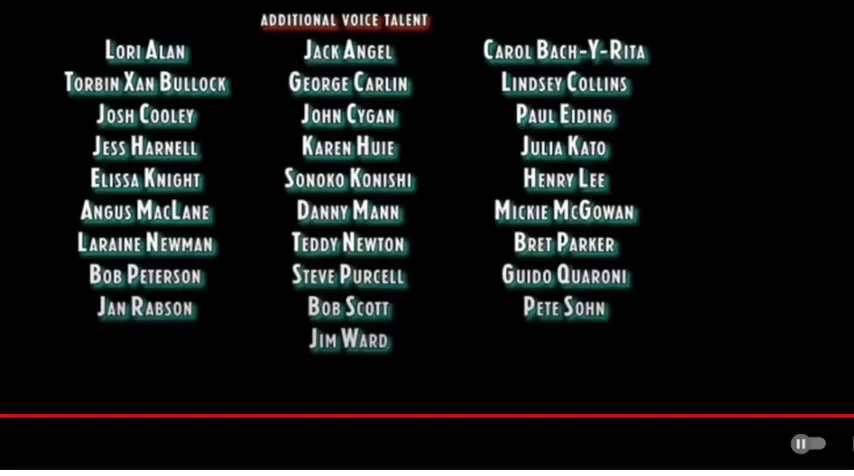 ADDITIONAL VOICE TALENT
LORI ALAN JACK ANGEL CAROL BACH-Y-RITA
TORBIN XAN BULLOCK GEORGE CARLIN LINDSEY COLLINS
JOSH COOLEY JOHN CYGAN PAUL EIDING
JESS HARNELL KAREN HUIE JULIA KATO
ELISSA KNIGHT SONOKO KONISHI HENRY LEE
ANGUS MACLANE DANNY MANN MICKIE MCGOWAN
LARAINE NEWMAN TEDDY NEWTON BRET PARKER
BOB PETERSON STEVE PURCELL GUIDO QUARONI
JAN RABSON BOB SCOTT PETE SOHN
JIM WARD